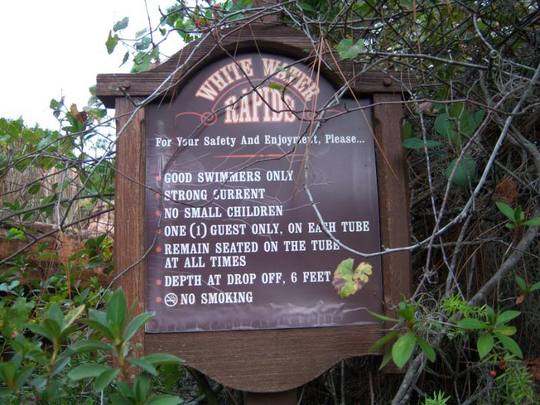 WHITE WATER
RAPIDS
For Your Safety And Enjoyment, Please...
GOOD SWIMMERS ONLY
STRONG CURRENT
NO SMALL CHILDREN
ONE (1) GUEST ONLY, ON EACH TUBE
REMAIN SEATED ON THE TUBE
AT ALL TIMES
DEPTH AT DROP OFF, 6 FEET
NO SMOKING